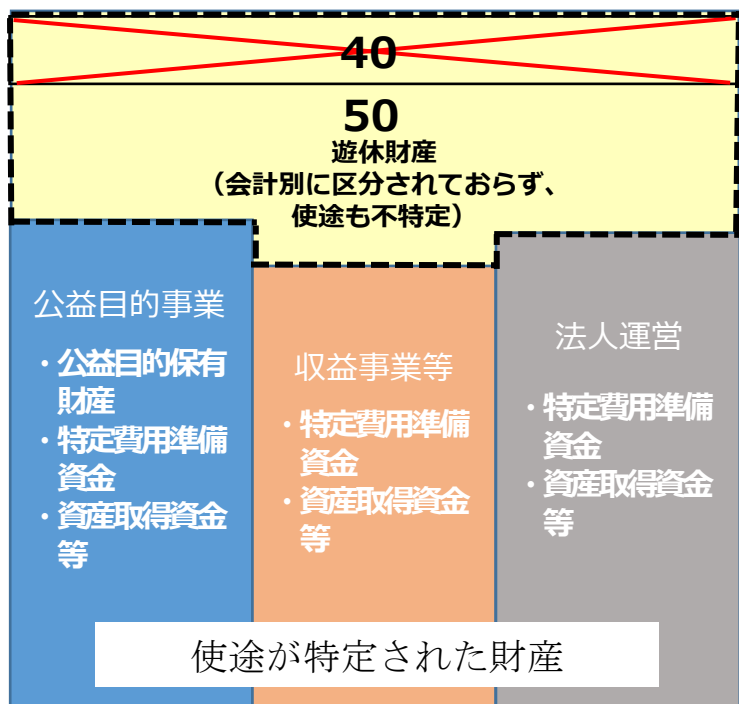 40
50
遊休財産
（会計別に区分されておらず、
使途も不特定）
公益目的事業
・公益目的保有
財産
・特定費用準備
資金
・資産取得資金
等
収益事業等
・特定費用準備
資金
・資産取得資金
等
法人運営
・特定費用準備
資金
・資産取得資金
等
使途が特定された財産